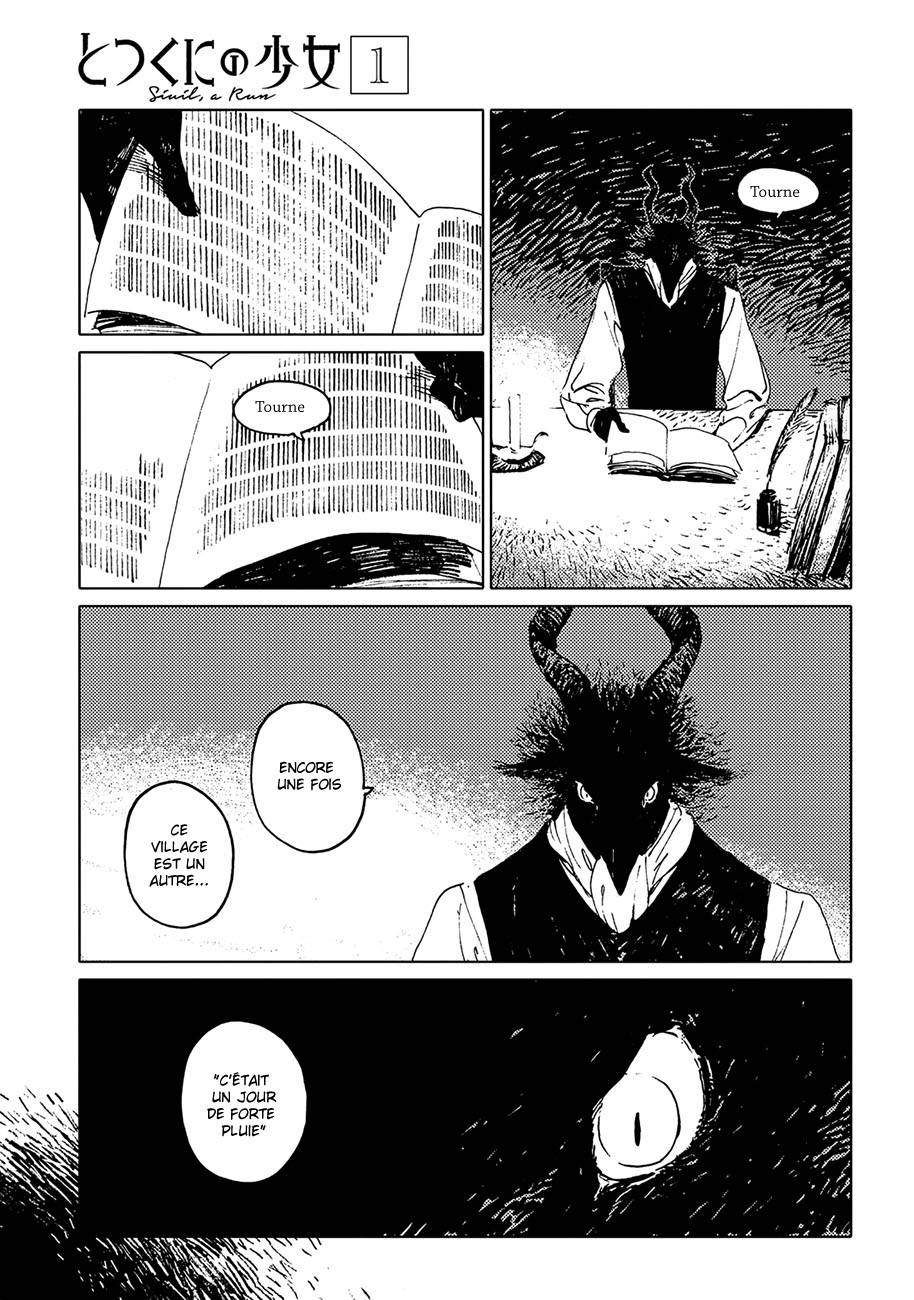 とつくにの少女 1
Siúil, a Rún
Tourne
Tourne
ENCORE
UNE FOIS
CE
VILLAGE
EST UN
AUTRE...
"C'ÉTAIT
UN JOUR
DE FORTE
PLUIE"